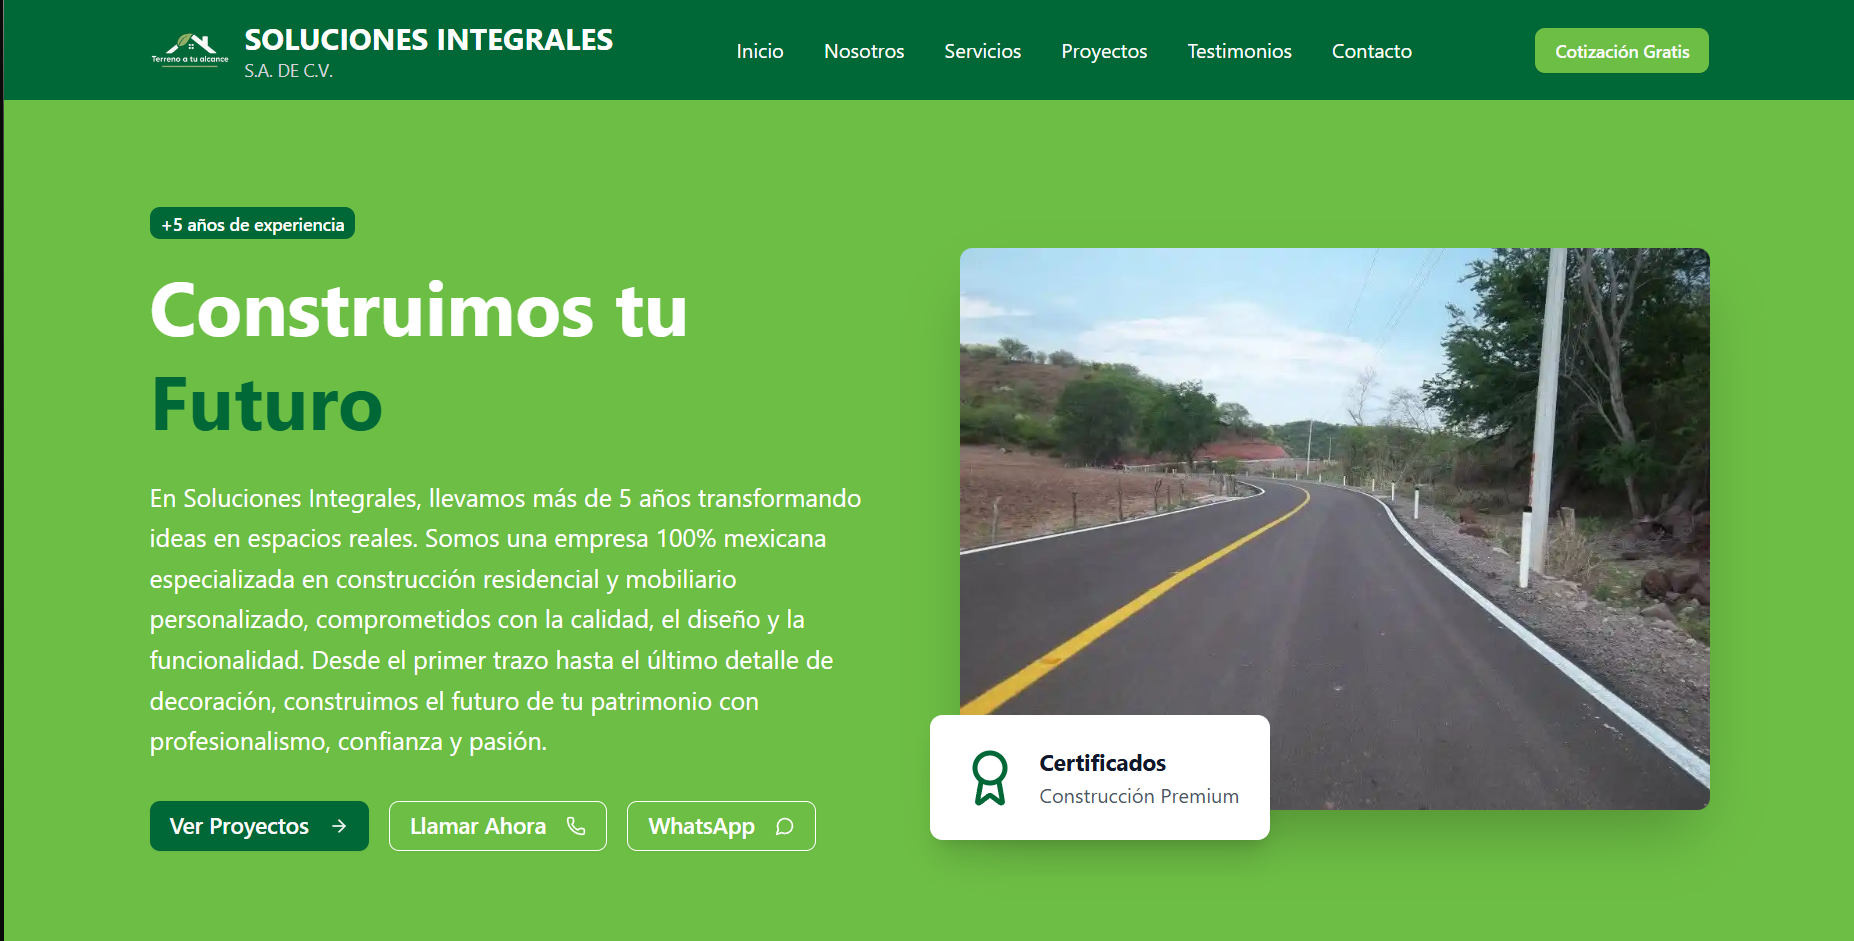 Terreno a tu alcance
SOLUCIONES INTEGRALES
S.A. DE C.V.
Inicio
Nosotros
Servicios
Proyectos
Testimonios
Contacto
Cotización Gratis
+5 años de experiencia
Construimos tu
Futuro
En Soluciones Integrales, llevamos más de 5 años transformando
ideas en espacios reales. Somos una empresa 100% mexicana
especializada en construcción residencial y mobiliario
personalizado, comprometidos con la calidad, el diseño y la
funcionalidad. Desde el primer trazo hasta el último detalle de
decoración, construimos el futuro de tu patrimonio con
profesionalismo, confianza y pasión.
Ver Proyectos
Llamar Ahora
WhatsApp
Certificados
Construcción Premium